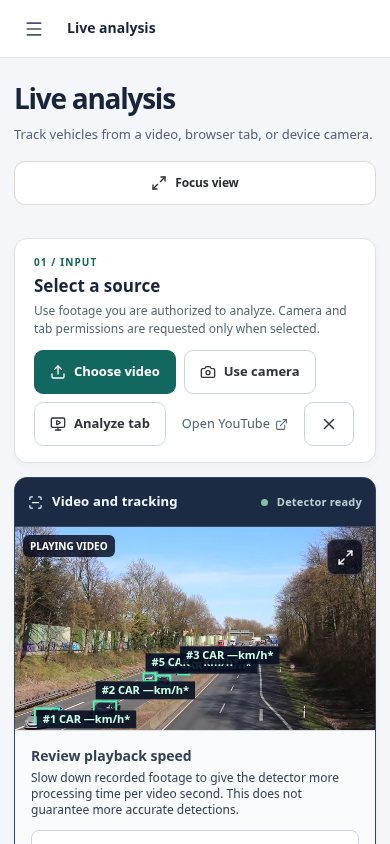 Live analysis
Live analysis
Track vehicles from a video, browser tab, or device camera.
Focus view
01 / INPUT
Select a source
Use footage you are authorized to analyze. Camera and
tab permissions are requested only when selected.
Choose video
Use camera
Analyze tab
Open YouTube
Video and tracking
Detector ready
PLAYING VIDEO
#3 CAR —km/h*
#5 CA
#2 CAR —km/h*
#1 CAR —km/h*
Review playback speed
Slow down recorded footage to give the detector more
processing time per video second. This does not
guarantee more accurate detections.